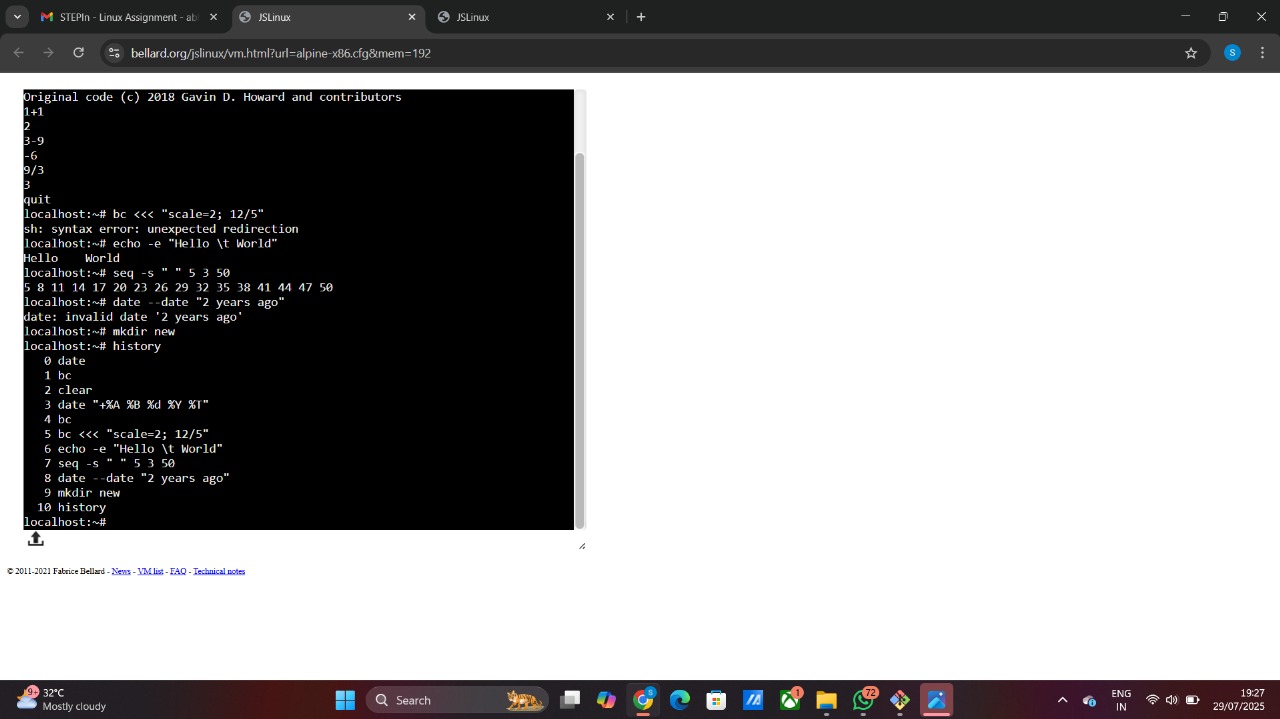 STEPIn - Linux Assignment - abl
JSLinux
JSLinux
bellard.org/jslinux/vm.html?url=alpine-x86.cfg&mem=192
S
Original code (c) 2018 Gavin D. Howard and contributors
1+1
2
3-9
-6
9/3
3
quit
localhost:~# bc <<< "scale=2; 12/5"
sh: syntax error: unexpected redirection
localhost:~# echo -e "Hello \t World"
Hello    World
localhost:~# seq -s " " 5 3 50
5 8 11 14 17 20 23 26 29 32 35 38 41 44 47 50
localhost:~# date --date "2 years ago"
date: invalid date '2 years ago'
localhost:~# mkdir new
localhost:~# history
   0 date
   1 bc
   2 clear
   3 date "+%A %B %d %Y %T"
   4 bc
   5 bc <<< "scale=2; 12/5"
   6 echo -e "Hello \t World"
   7 seq -s " " 5 3 50
   8 date --date "2 years ago"
   9 mkdir new
  10 history
localhost:~#
© 2011-2021 Fabrice Bellard - News - VM list - FAQ - Technical notes
9+
32°C
Mostly cloudy
Search
S
1
72
ENG
IN
19:27
29/07/2025